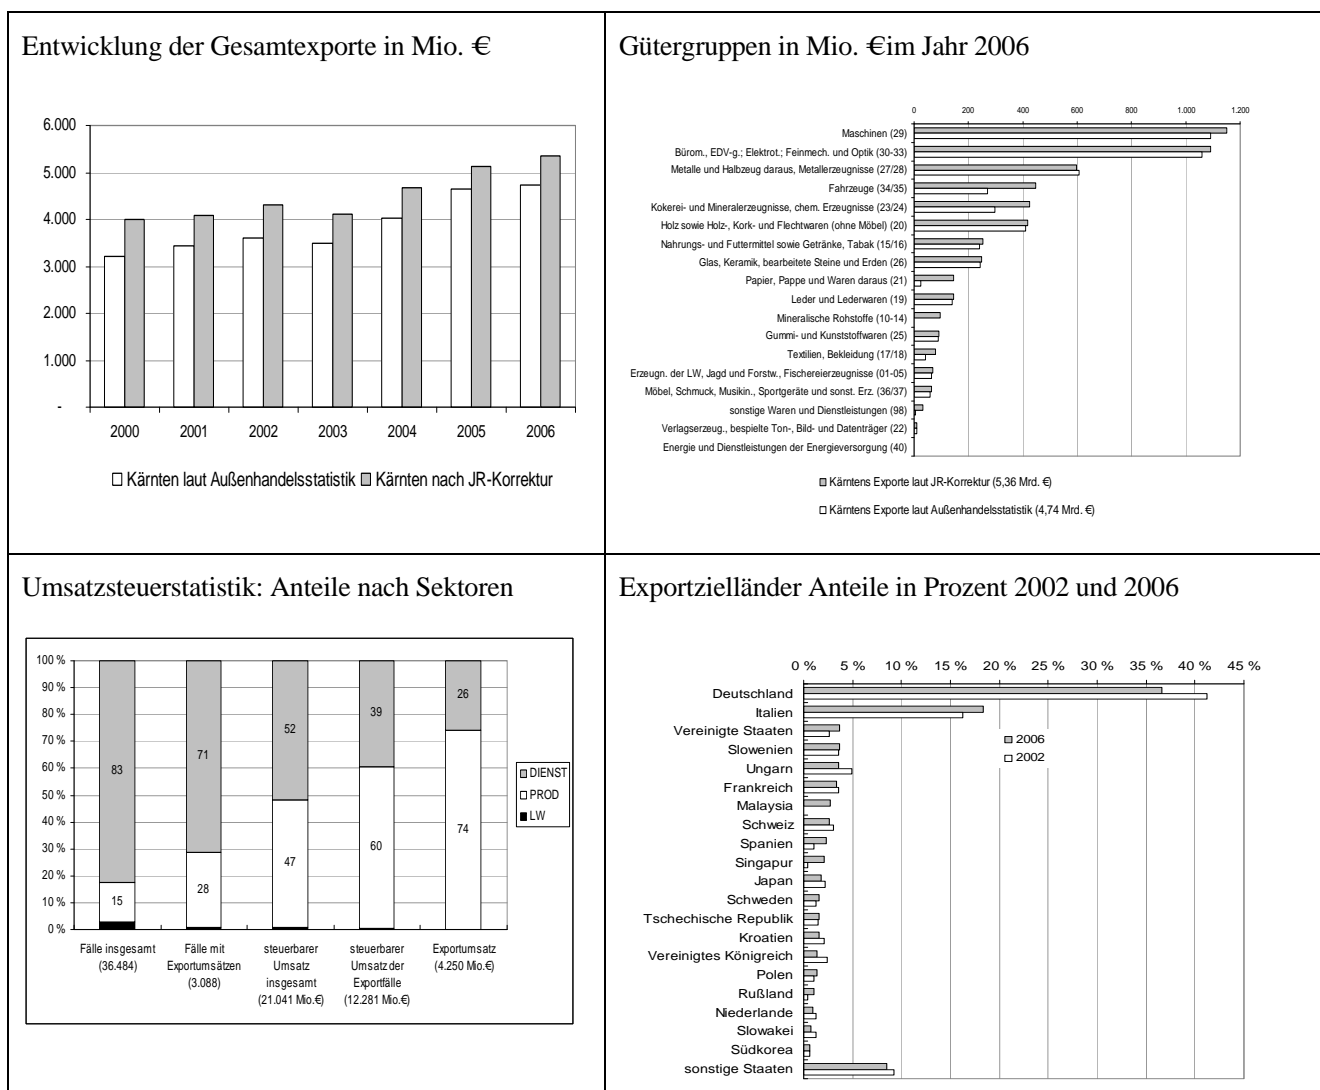 Entwicklung der Gesamtexporte in Mio. €
6.000
5.000
4.000
3.000
2.000
1.000
-
2000 2001 2002 2003 2004 2005 2006
Kärnten laut Außenhandelsstatistik Kärnten nach JR-Korrektur
Gütergruppen in Mio. €im Jahr 2006
0 200 400 600 800 1.000 1.200
Maschinen (29)
Bürom., EDV-g.; Elektrot.; Feinmech. und Optik (30-33)
Metalle und Halbzeug daraus, Metallerzeugnisse (27/28)
Fahrzeuge (34/35)
Kokerei- und Mineralerzeugnisse, chem. Erzeugnisse (23/24)
Holz sowie Holz-, Kork- und Flechtwaren (ohne Möbel) (20)
Nahrungs- und Futtermittel sowie Getränke, Tabak (15/16)
Glas, Keramik, bearbeitete Steine und Erden (26)
Papier, Pappe und Waren daraus (21)
Leder und Lederwaren (19)
Mineralische Rohstoffe (10-14)
Gummi- und Kunststoffwaren (25)
Textilien, Bekleidung (17/18)
Erzeugn. der LW, Jagd und Forstw., Fischereierzeugnisse (01-05)
Möbel, Schmuck, Musikin., Sportgeräte und sonst. Erz. (36/37)
sonstige Waren und Dienstleistungen (98)
Verlagserzeug., bespielte Ton-, Bild- und Datenträger (22)
Energie und Dienstleistungen der Energieversorgung (40)
Kärntens Exporte laut JR-Korrektur (5,36 Mrd. €)
Kärntens Exporte laut Außenhandelsstatistik (4,74 Mrd. €)
Umsatzsteuerstatistik: Anteile nach Sektoren
100 %
90 %
80 %
70 %
60 %
50 %
40 %
30 %
20 %
10 %
0 %
83 71 52 39 26
15 28 47 60 74
DIENST
PROD
LW
Fälle insgesamt (36.484)
Fälle mit Exportumsätzen (3.088)
steuerbarer Umsatz insgesamt (21.041 Mio.€)
steuerbarer Umsatz der Exportfälle (12.281 Mio.€)
Exportumsatz (4.250 Mio.€)
Exportzielländer Anteile in Prozent 2002 und 2006
0 % 5 % 10 % 15 % 20 % 25 % 30 % 35 % 40 % 45 %
Deutschland
Italien
Vereinigte Staaten
Slowenien
Ungarn
Frankreich
Malaysia
Schweiz
Spanien
Singapur
Japan
Schweden
Tschechische Republik
Kroatien
Vereinigtes Königreich
Polen
Rußland
Niederlande
Slowakei
Südkorea
sonstige Staaten
2006
2002